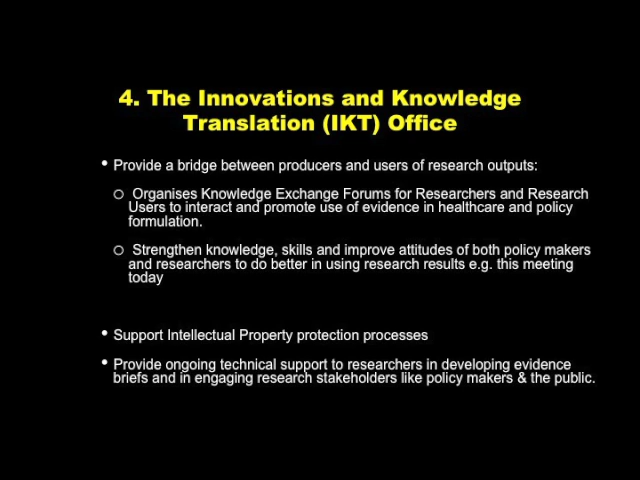 4. The Innovations and Knowledge
Translation (IKT) Office
• Provide a bridge between producers and users of research outputs:
o Organises Knowledge Exchange Forums for Researchers and Research
Users to interact and promote use of evidence in healthcare and policy
formulation.
o Strengthen knowledge, skills and improve attitudes of both policy makers
and researchers to do better in using research results e.g. this meeting
today
• Support Intellectual Property protection processes
• Provide ongoing technical support to researchers in developing evidence
briefs and in engaging research stakeholders like policy makers & the public.